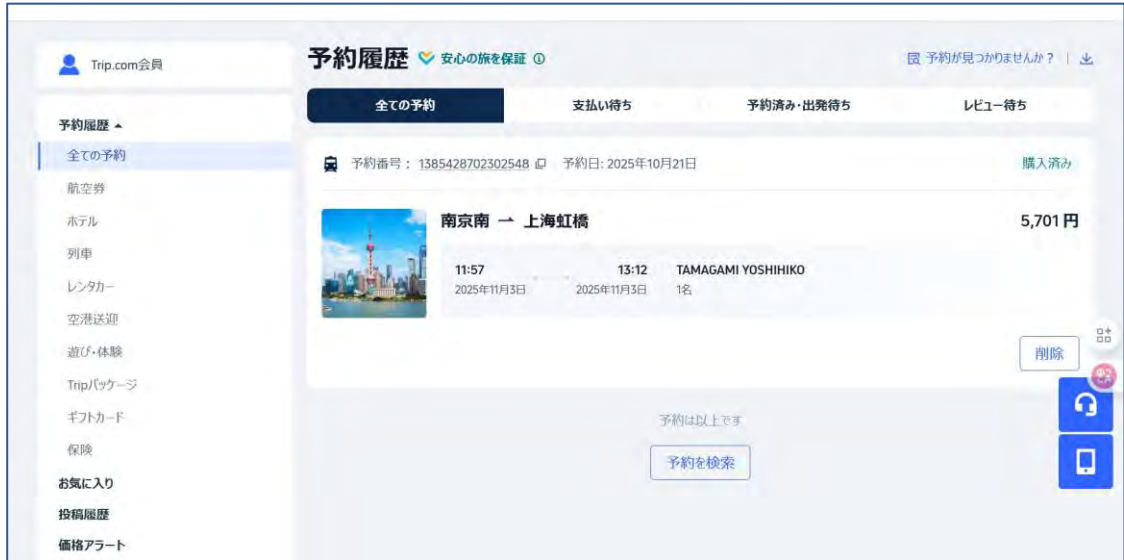 Trip.com会員
予約履歴
全ての予約
航空券
ホテル
列車
レンタカー
空港送迎
遊び・体験
Tripパッケージ
ギフトカード
保険
お気に入り
投稿履歴
価格アラート
予約履歴 安心の旅を保証
予約が見つかりませんか？
全ての予約 支払い待ち 予約済み・出発待ち レビュー待ち
予約番号： 1385428702302548 予約日: 2025年10月21日 購入済み
南京南 → 上海虹橋 5,701 円
11:57 13:12 TAMAGAMI YOSHIHIKO
2025年11月3日 2025年11月3日 1名
削除
予約は以上です
予約を検索